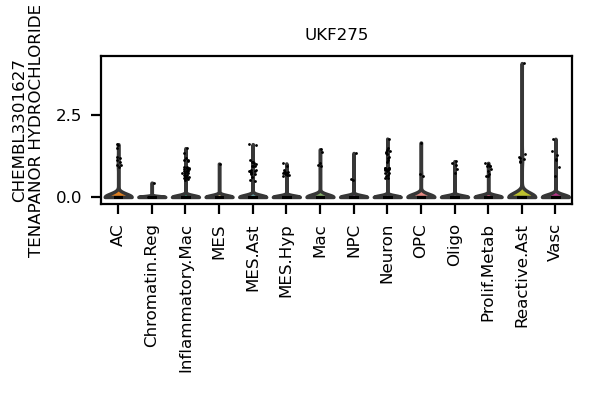 UKF275
CHEMBL3301627
TENAPANOR HYDROCHLORIDE
2.5
0.0
AC
Chromatin.Reg
Inflammatory.Mac
MES
MES.Ast
MES.Hyp
Mac
NPC
Neuron
OPC
Oligo
Prolif.Metab
Reactive.Ast
Vasc